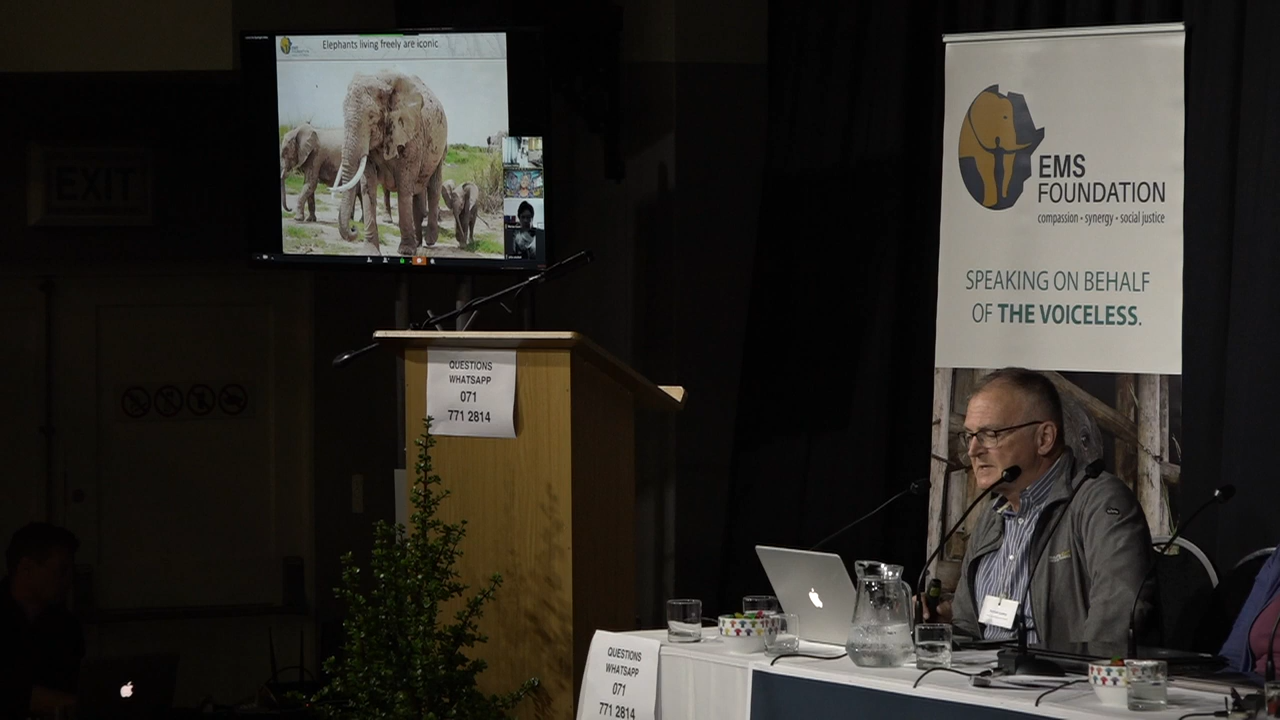 Elephants living freely are iconic
EMS
FOUNDATION
compassion • synergy • social justice
SPEAKING ON BEHALF
OF THE VOICELESS.
EXIT
QUESTIONS
WHATSAPP
071
771 2814
QUESTIONS
WHATSAPP
071
771 2814